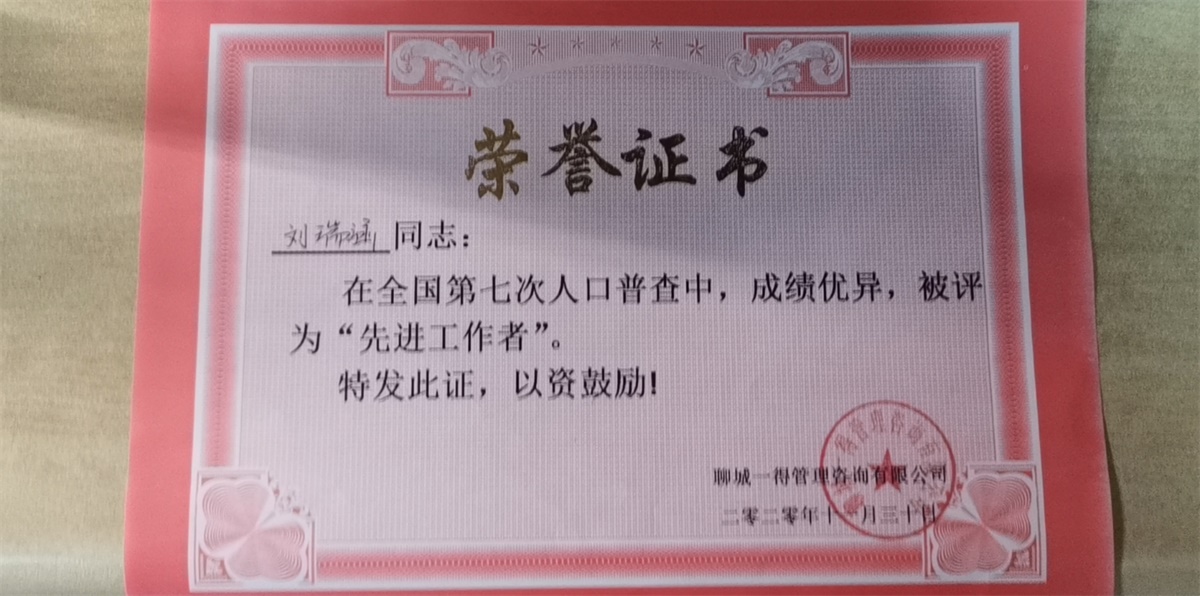 荣誉证书
刘瑞涵同志：
在全国第七次人口普查中，成绩优异，被评
为“先进工作者”。
特发此证，以资鼓励!
聊城一得管理咨询有限公司
二零二零年十一月三十日